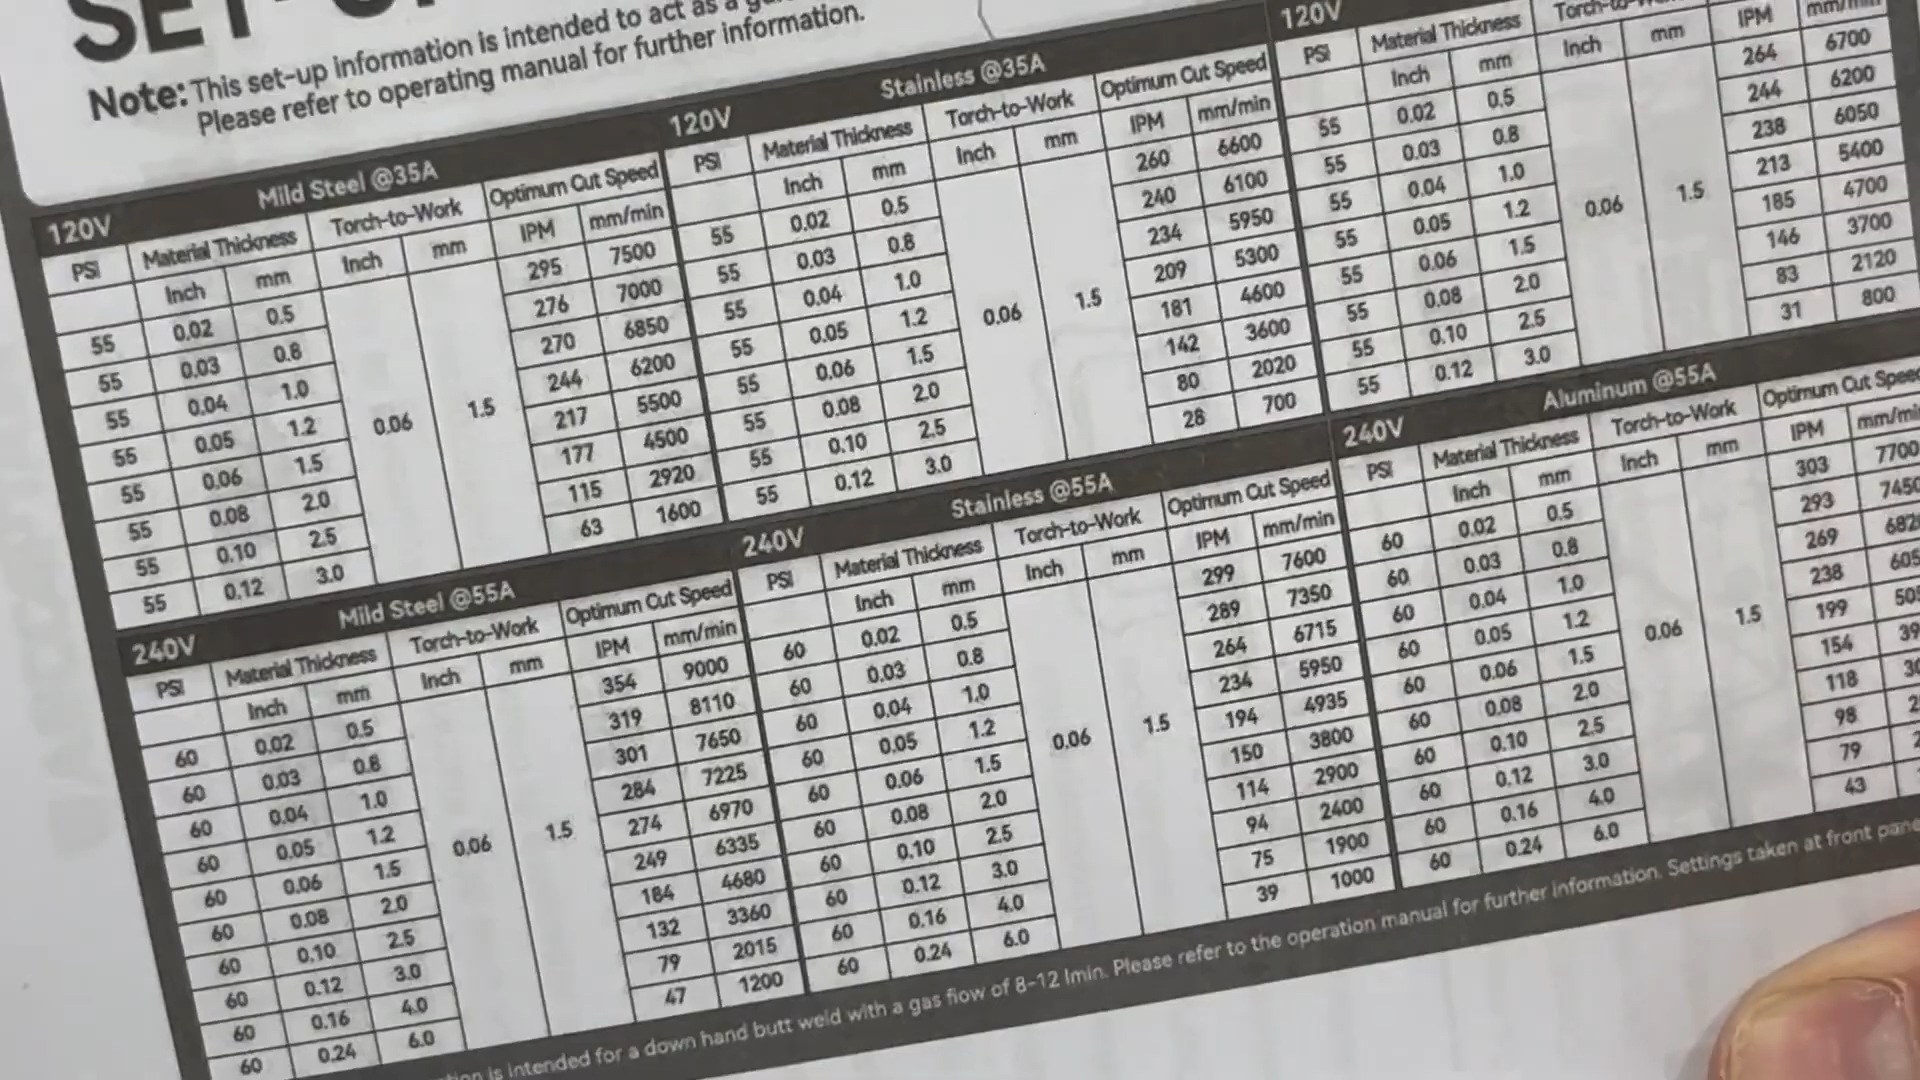 SET-U
Note: This set-up information is intended to act as a
Please refer to operating manual for further information.
120V Mild Steel @35A
PSI Material Thickness Torch-to-Work Optimum Cut Speed
Inch mm Inch mm IPM mm/min
55 0.02 0.5 0.06 1.5 295 7500
55 0.03 0.8 276 7000
55 0.04 1.0 270 6850
55 0.05 1.2 244 6200
55 0.06 1.5 217 5500
55 0.08 2.0 177 4500
55 0.10 2.5 115 2920
55 0.12 3.0 63 1600
120V Stainless @35A
PSI Material Thickness Torch-to-Work Optimum Cut Speed
Inch mm Inch mm IPM mm/min
55 0.02 0.5 0.06 1.5 260 6600
55 0.03 0.8 240 6100
55 0.04 1.0 234 5950
55 0.05 1.2 209 5300
55 0.06 1.5 181 4600
55 0.08 2.0 142 3600
55 0.10 2.5 80 2020
55 0.12 3.0 28 700
120V
PSI Material Thickness Torch-to-Work
Inch mm Inch mm IPM mm/min
55 0.02 0.5 0.06 1.5 264 6700
55 0.03 0.8 244 6200
55 0.04 1.0 238 6050
55 0.05 1.2 213 5400
55 0.06 1.5 185 4700
55 0.08 2.0 146 3700
55 0.10 2.5 83 2120
55 0.12 3.0 31 800
240V Mild Steel @55A
PSI Material Thickness Torch-to-Work Optimum Cut Speed
Inch mm Inch mm IPM mm/min
60 0.02 0.5 0.06 1.5 354 9000
60 0.03 0.8 319 8110
60 0.04 1.0 301 7650
60 0.05 1.2 284 7225
60 0.06 1.5 274 6970
60 0.08 2.0 249 6335
60 0.10 2.5 184 4680
60 0.12 3.0 132 3360
60 0.16 4.0 79 2015
60 0.24 6.0 47 1200
240V Stainless @55A
PSI Material Thickness Torch-to-Work Optimum Cut Speed
Inch mm Inch mm IPM mm/min
60 0.02 0.5 0.06 1.5 299 7600
60 0.03 0.8 289 7350
60 0.04 1.0 264 6715
60 0.05 1.2 234 5950
60 0.06 1.5 194 4935
60 0.08 2.0 150 3800
60 0.10 2.5 114 2900
60 0.12 3.0 94 2400
60 0.16 4.0 75 1900
60 0.24 6.0 39 1000
240V Aluminum @55A
PSI Material Thickness Torch-to-Work Optimum Cut Speed
Inch mm Inch mm IPM mm/min
60 0.02 0.5 0.06 1.5 303 7700
60 0.03 0.8 293 7450
60 0.04 1.0 269 682
60 0.05 1.2 238 605
60 0.06 1.5 199 505
60 0.08 2.0 154 39
60 0.10 2.5 118 30
60 0.12 3.0 98 2
60 0.16 4.0 79
60 0.24 6.0 43
tion is intended for a down hand butt weld with a gas flow of 8-12 lmin. Please refer to the operation manual for further information. Settings taken at front pane